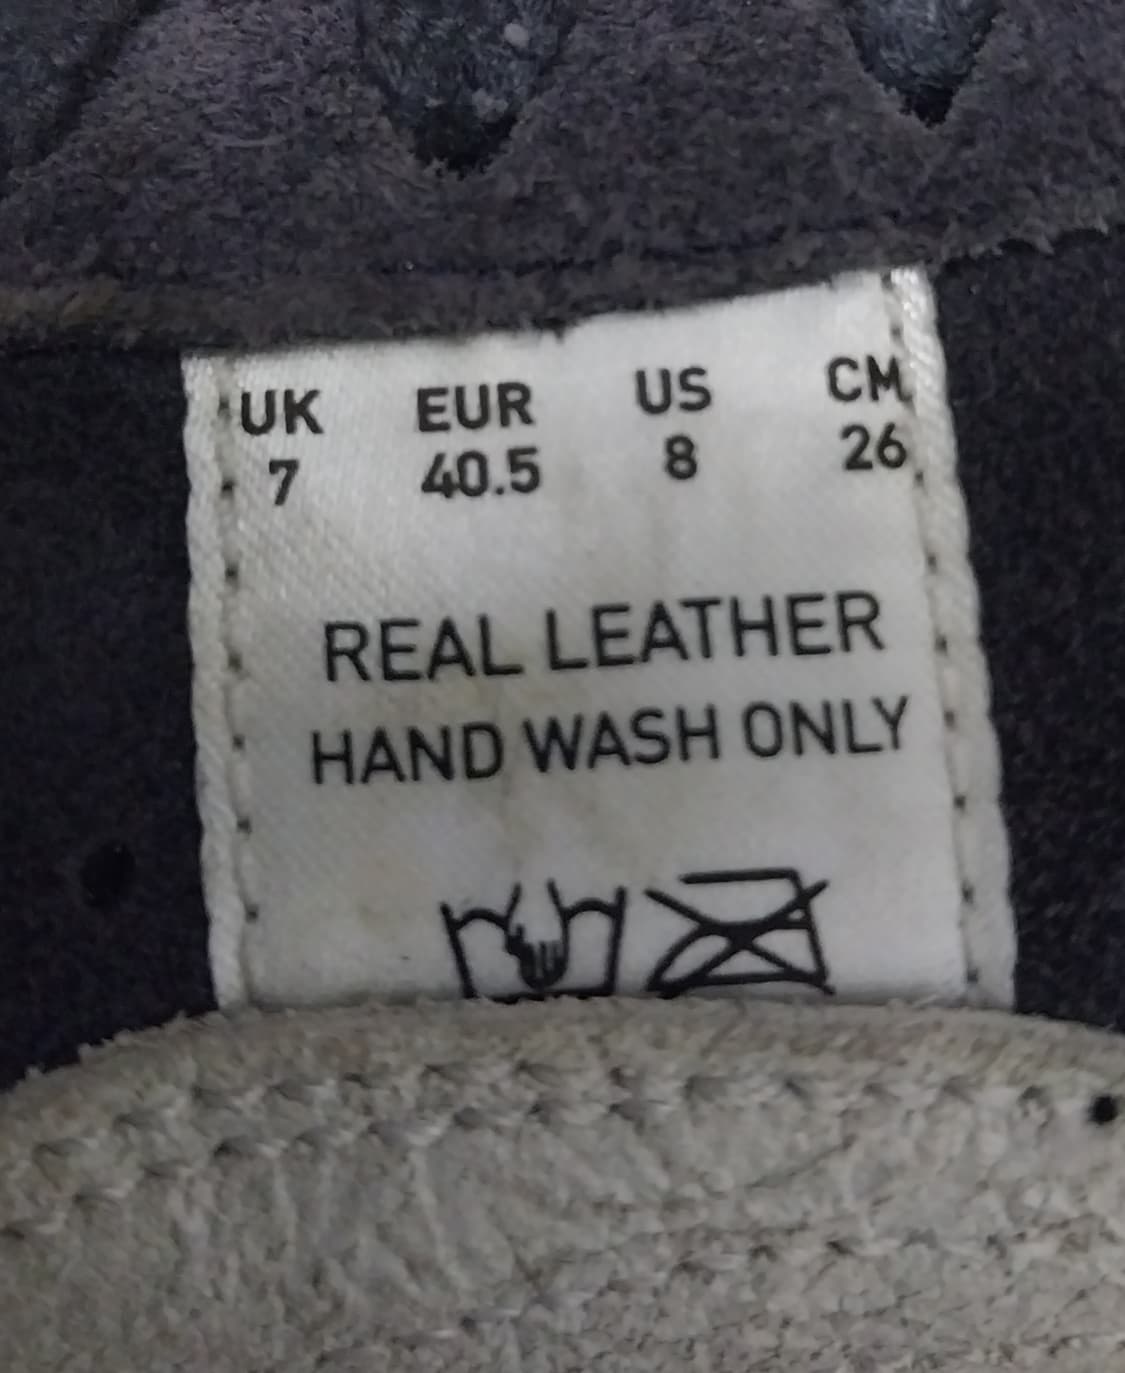 UK EUR US CM
7 40.5 8 26
REAL LEATHER
HAND WASH ONLY